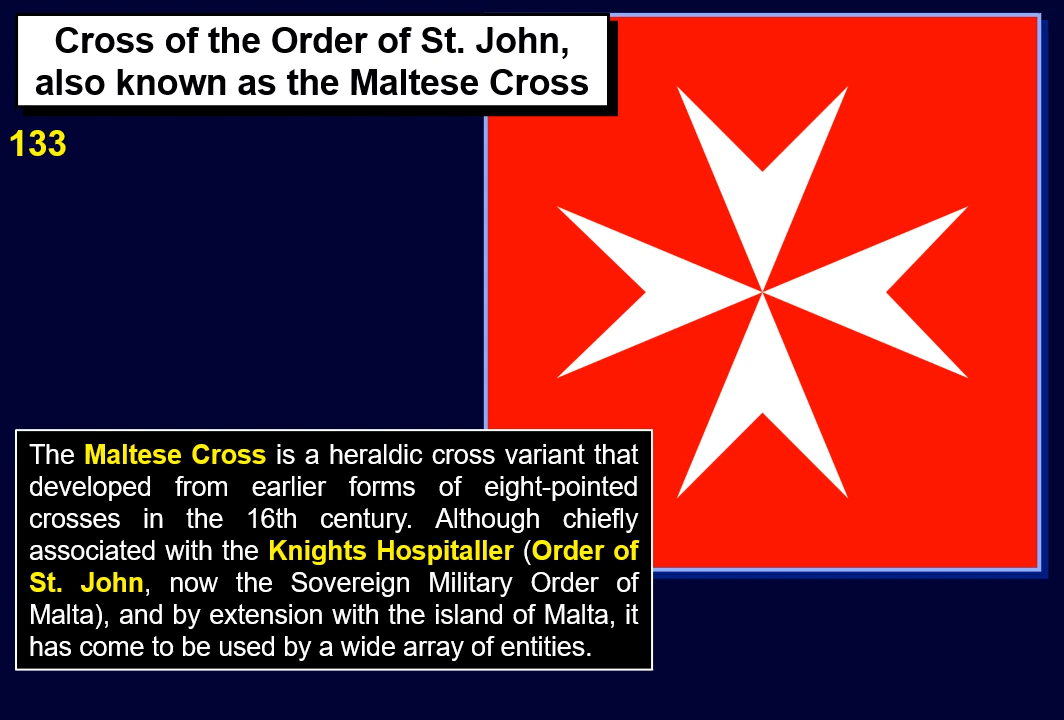 Cross of the Order of St. John,
also known as the Maltese Cross
133
The Maltese Cross is a heraldic cross variant that
developed from earlier forms of eight-pointed
crosses in the 16th century. Although chiefly
associated with the Knights Hospitaller (Order of
St. John, now the Sovereign Military Order of
Malta), and by extension with the island of Malta, it
has come to be used by a wide array of entities.